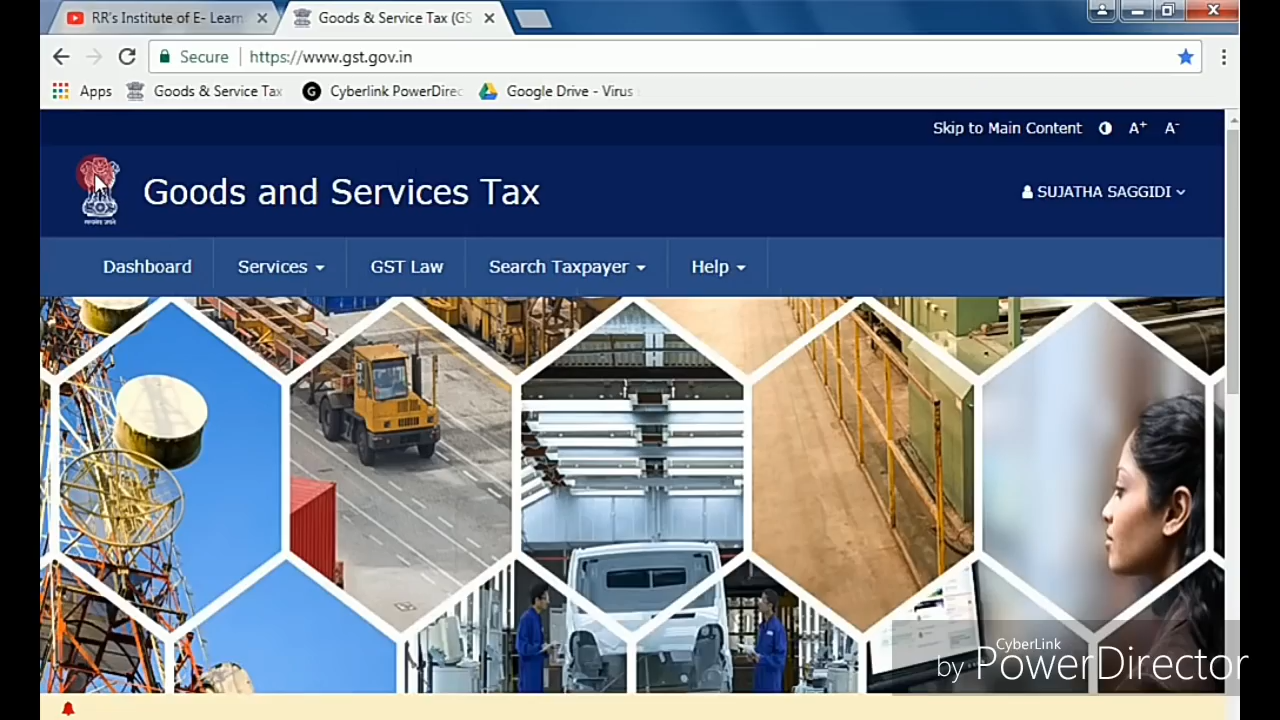 RR's Institute of E- Learn
Goods & Service Tax (GS
Secure
https://www.gst.gov.in
Apps
Goods & Service Tax
G
Cyberlink PowerDirec
Google Drive - Virus
Skip to Main Content
A+
A-
Goods and Services Tax
SUJATHA SAGGIDI
Dashboard
Services
GST Law
Search Taxpayer
Help
CyberLink
by PowerDirector